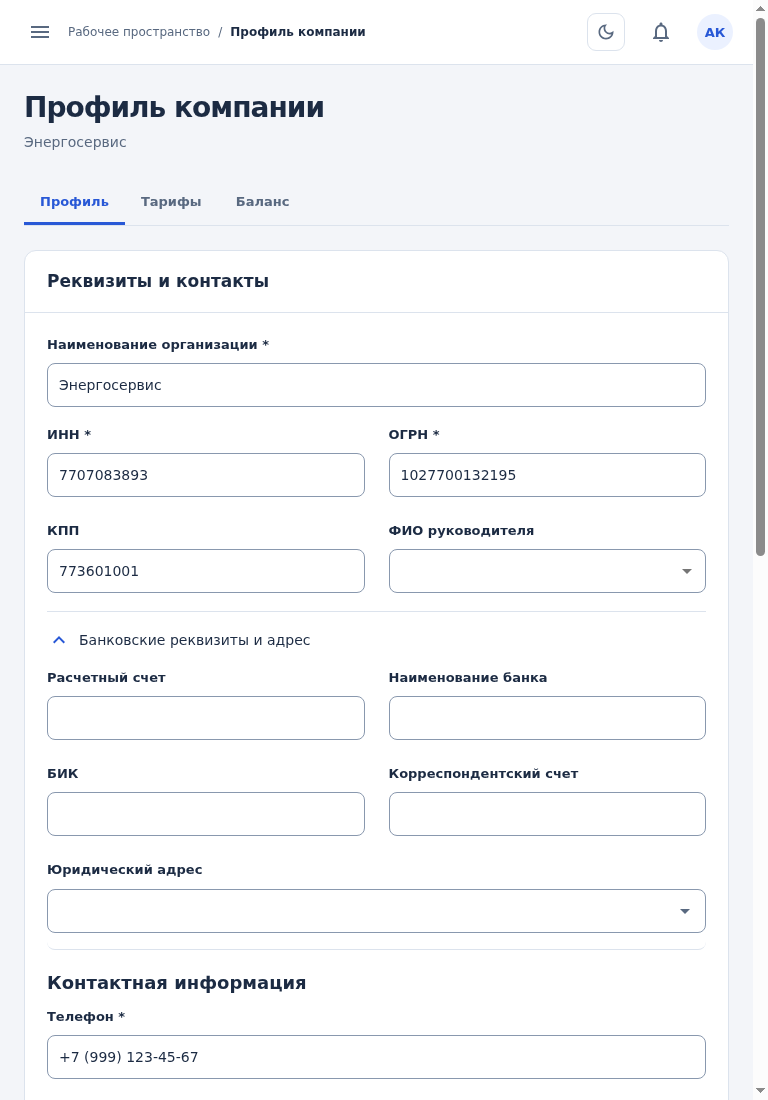 Рабочее пространство / Профиль компании
АК
Профиль компании
Энергосервис
Профиль Тарифы Баланс
Реквизиты и контакты
Наименование организации *
Энергосервис
ИНН * ОГРН *
7707083893 1027700132195
КПП ФИО руководителя
773601001
Банковские реквизиты и адрес
Расчетный счет Наименование банка
БИК Корреспондентский счет
Юридический адрес
Контактная информация
Телефон *
+7 (999) 123-45-67